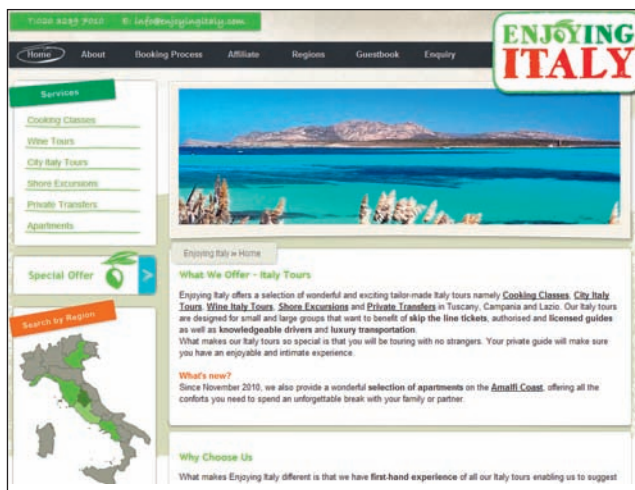 T:020 8299 7010 E: info@enjoyingitaly.com
ENJOYING
ITALY
Home About Booking Process Affiliate Regions Guestbook Enquiry
Services
Cooking Classes
Wine Tours
City Italy Tours
Shore Excursions
Private Transfers
Apartments
Special Offer >
Search by Region
Enjoying Italy » Home
What We Offer - Italy Tours
Enjoying Italy offers a selection of wonderful and exciting tailor-made Italy tours namely Cooking Classes, City Italy
Tours, Wine Italy Tours, Shore Excursions and Private Transfers in Tuscany, Campania and Lazio. Our Italy tours
are designed for small and large groups that want to benefit of skip the line tickets, authorised and licensed guides
as well as knowledgeable drivers and luxury transportation.
What makes our Italy tours so special is that you will be touring with no strangers. Your private guide will make sure
you have an enjoyable and intimate experience.
What's new?
Since November 2010, we also provide a wonderful selection of apartments on the Amalfi Coast, offering all the
conforts you need to spend an unforgettable break with your family or partner.
Why Choose Us
What makes Enjoying Italy different is that we have first-hand experience of all our Italy tours enabling us to suggest